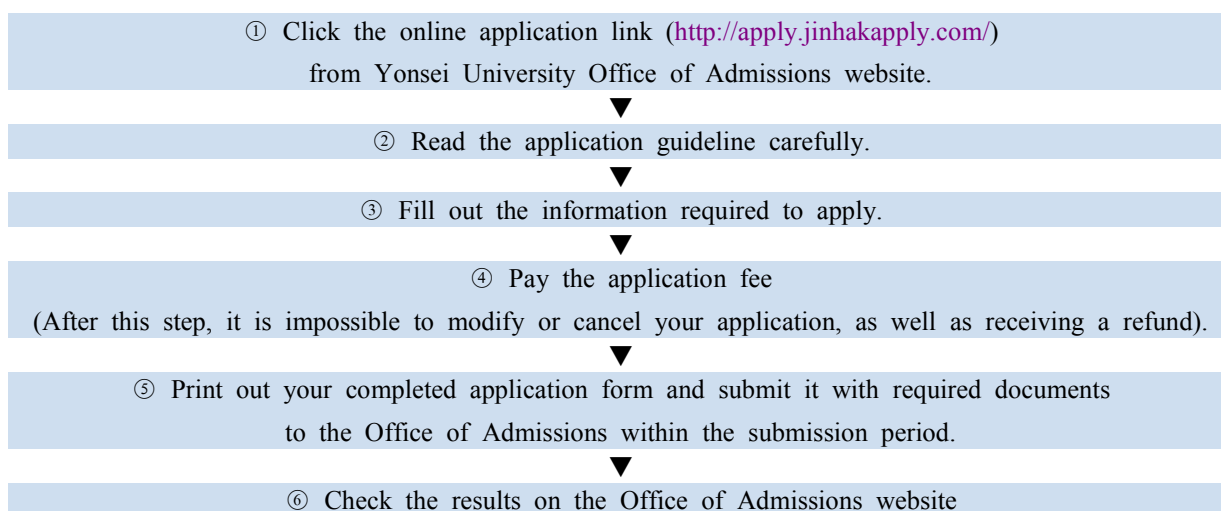 ① Click the online application link (http://apply.jinhakapply.com/)
from Yonsei University Office of Admissions website.
▼
② Read the application guideline carefully.
▼
③ Fill out the information required to apply.
▼
④ Pay the application fee
(After this step, it is impossible to modify or cancel your application, as well as receiving a refund).
▼
⑤ Print out your completed application form and submit it with required documents
to the Office of Admissions within the submission period.
▼
⑥ Check the results on the Office of Admissions website